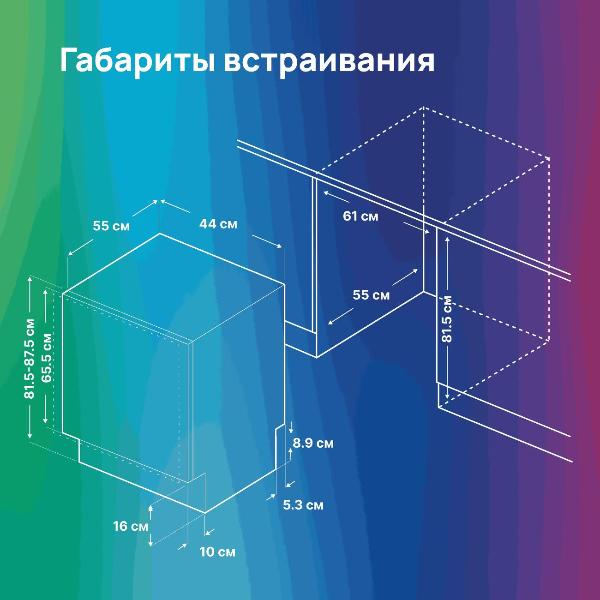 Габариты встраивания
55 см
44 см
61 см
55 см
81.5 см
81.5-87.5 см
65.5 см
8.9 см
5.3 см
16 см
10 см